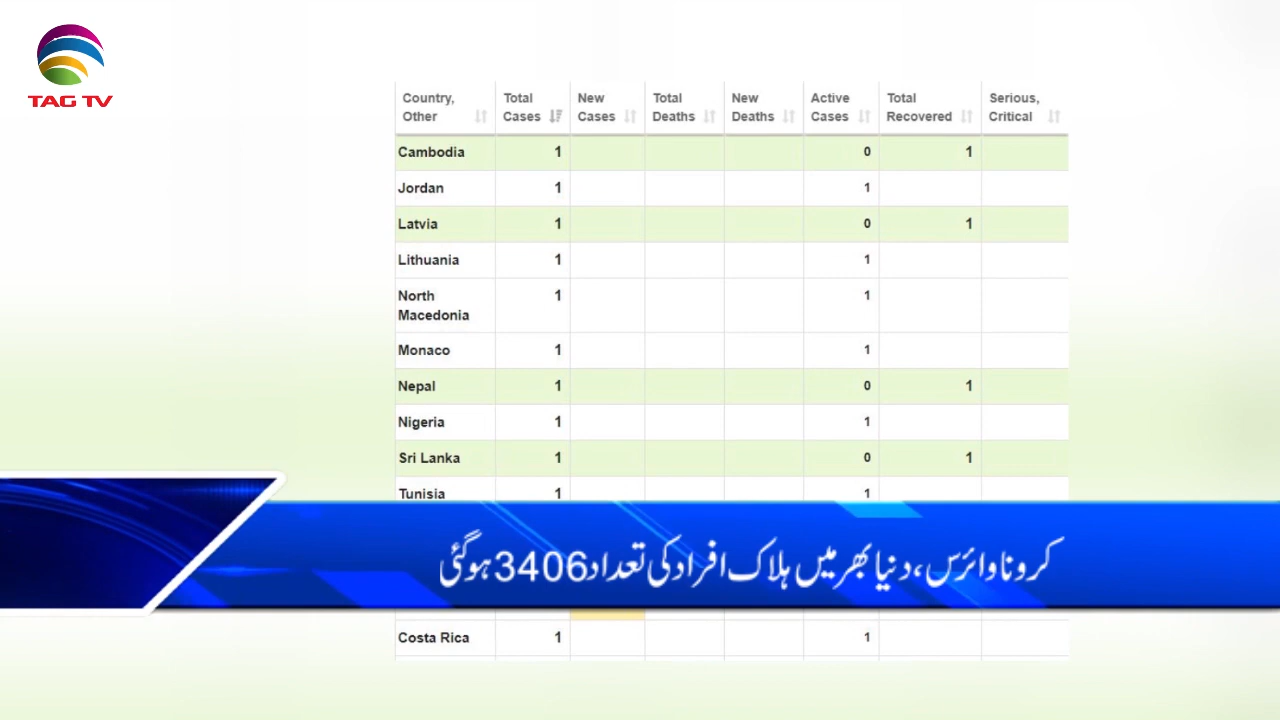 TAG TV
Country, Other Total Cases New Cases Total Deaths New Deaths Active Cases Total Recovered Serious, Critical
Cambodia 1 0 1
Jordan 1 1
Latvia 1 0 1
Lithuania 1 1
North Macedonia 1 1
Monaco 1 1
Nepal 1 0 1
Nigeria 1 1
Sri Lanka 1 0 1
Tunisia 1 1
کرونا وائرس، دنیا بھر میں ہلاک افراد کی تعداد 3406 ہوگئی
Costa Rica 1 1